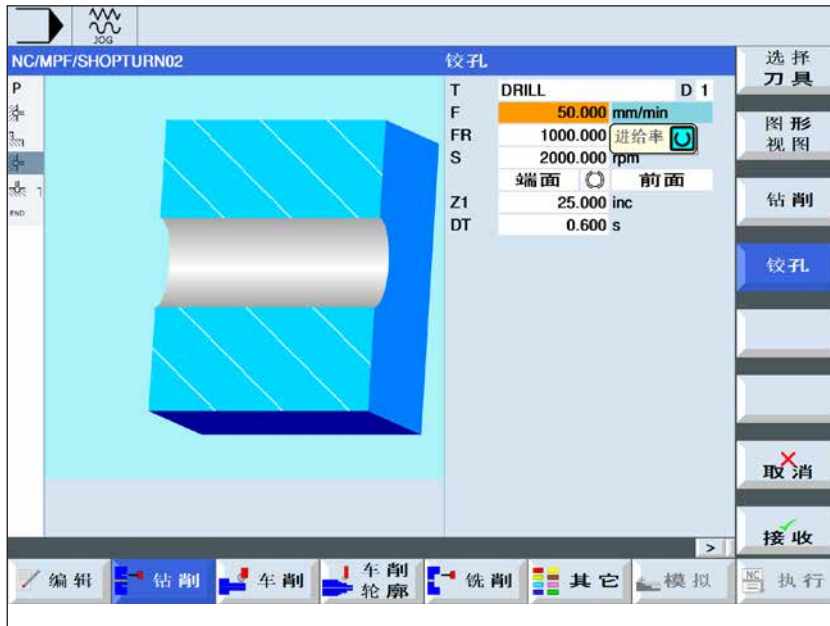 JOG
NC/MPF/SHOPTURN02
铰孔
P
END
T DRILL D 1
F 50.000 mm/min
FR 1000.000 进给率
S 2000.000 rpm
端面 前面
Z1 25.000 inc
DT 0.600 s
选择
刀具
图形
视图
钻削
铰孔
取消
接收
>
编辑 钻削 车削 车削
轮廓 铣削 其它 模拟 NC 执行